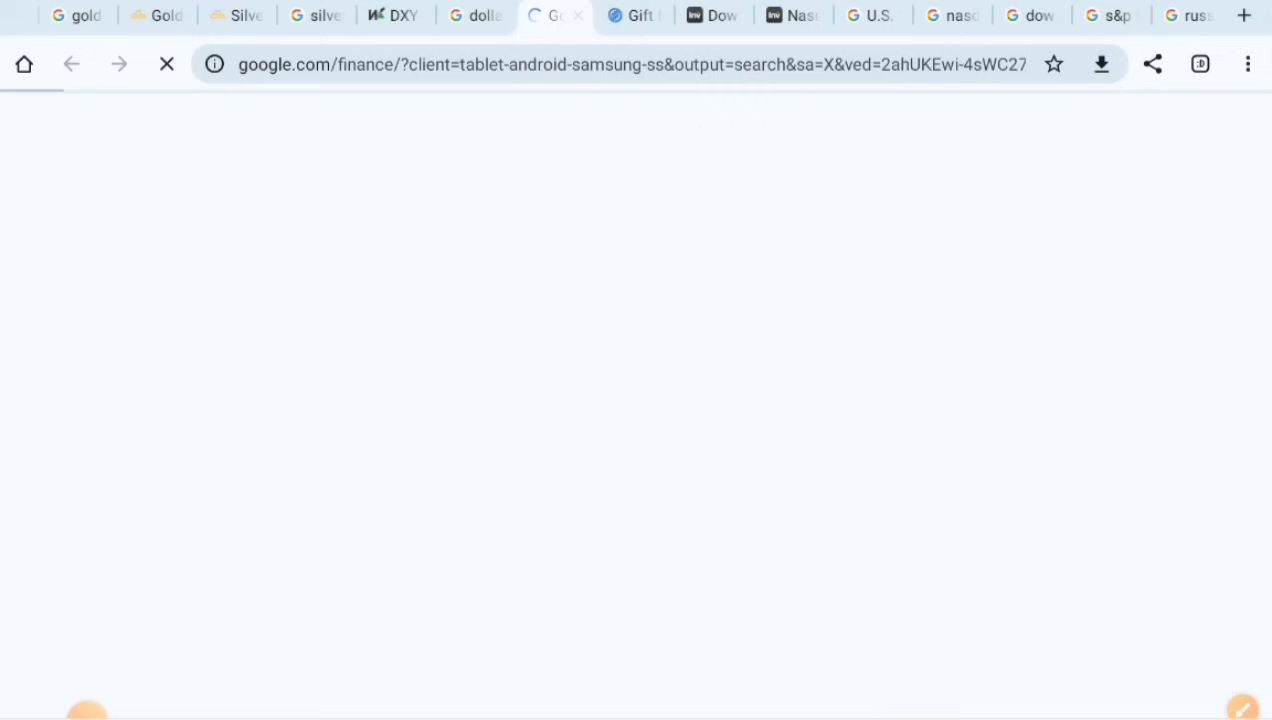 gold
Gold
Silve
silve
DXY
dolla
Ge
Gift
Dow
Nasc
U.S.
nasc
dow
s&p
russ
google.com/finance/?client=tablet-android-samsung-ss&output=search&sa=X&ved=2ahUKEwi-4sWC27